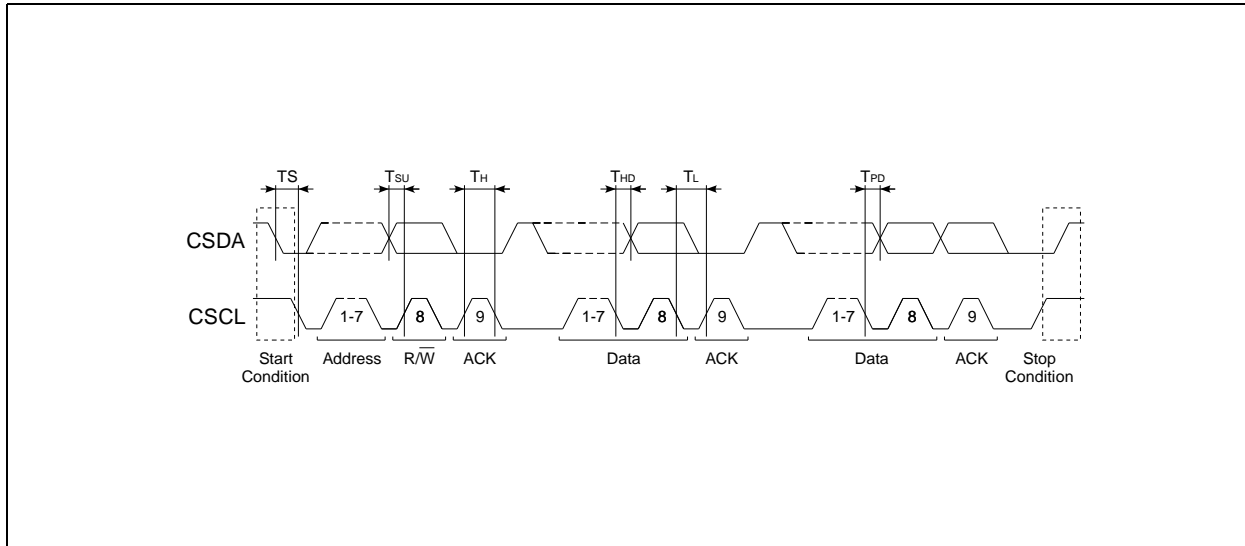 TS TSU TH THD TL TPD
CSDA
CSCL 1-7 8 9 1-7 8 9 1-7 8 9
Start Condition Address R/W̅ ACK Data ACK Data ACK Stop Condition